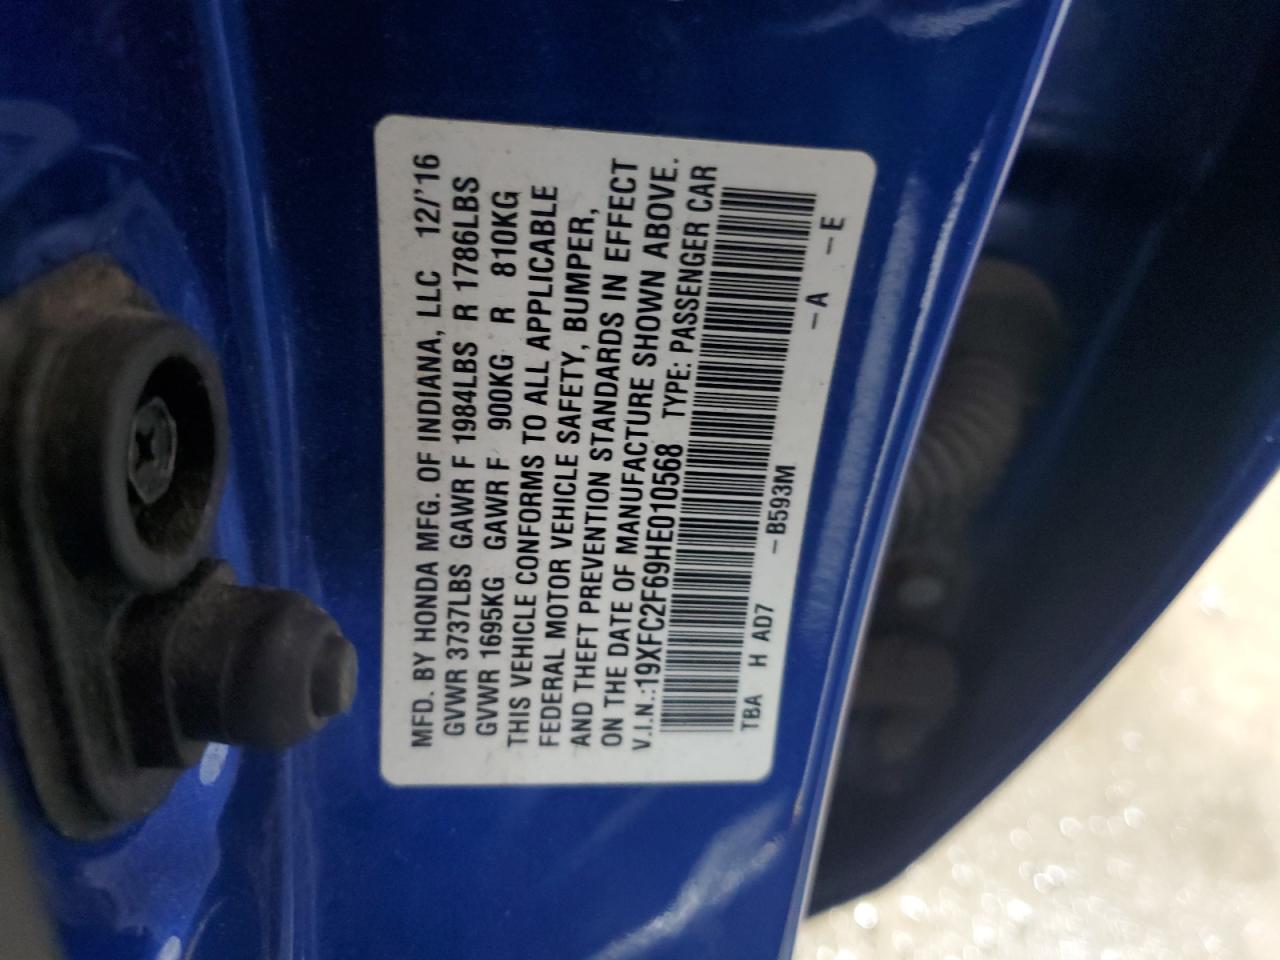 MFD. BY HONDA MFG. OF INDIANA, LLC 12/'16
GVWR 3737LBS GAWR F 1984LBS R 1786LBS
GVWR 1695KG GAWR F 900KG R 810KG
THIS VEHICLE CONFORMS TO ALL APPLICABLE
FEDERAL MOTOR VEHICLE SAFETY, BUMPER,
AND THEFT PREVENTION STANDARDS IN EFFECT
ON THE DATE OF MANUFACTURE SHOWN ABOVE.
V.I.N.:19XFC2F69HE010568 TYPE: PASSENGER CAR
TBA H AD7 -B593M -A -E